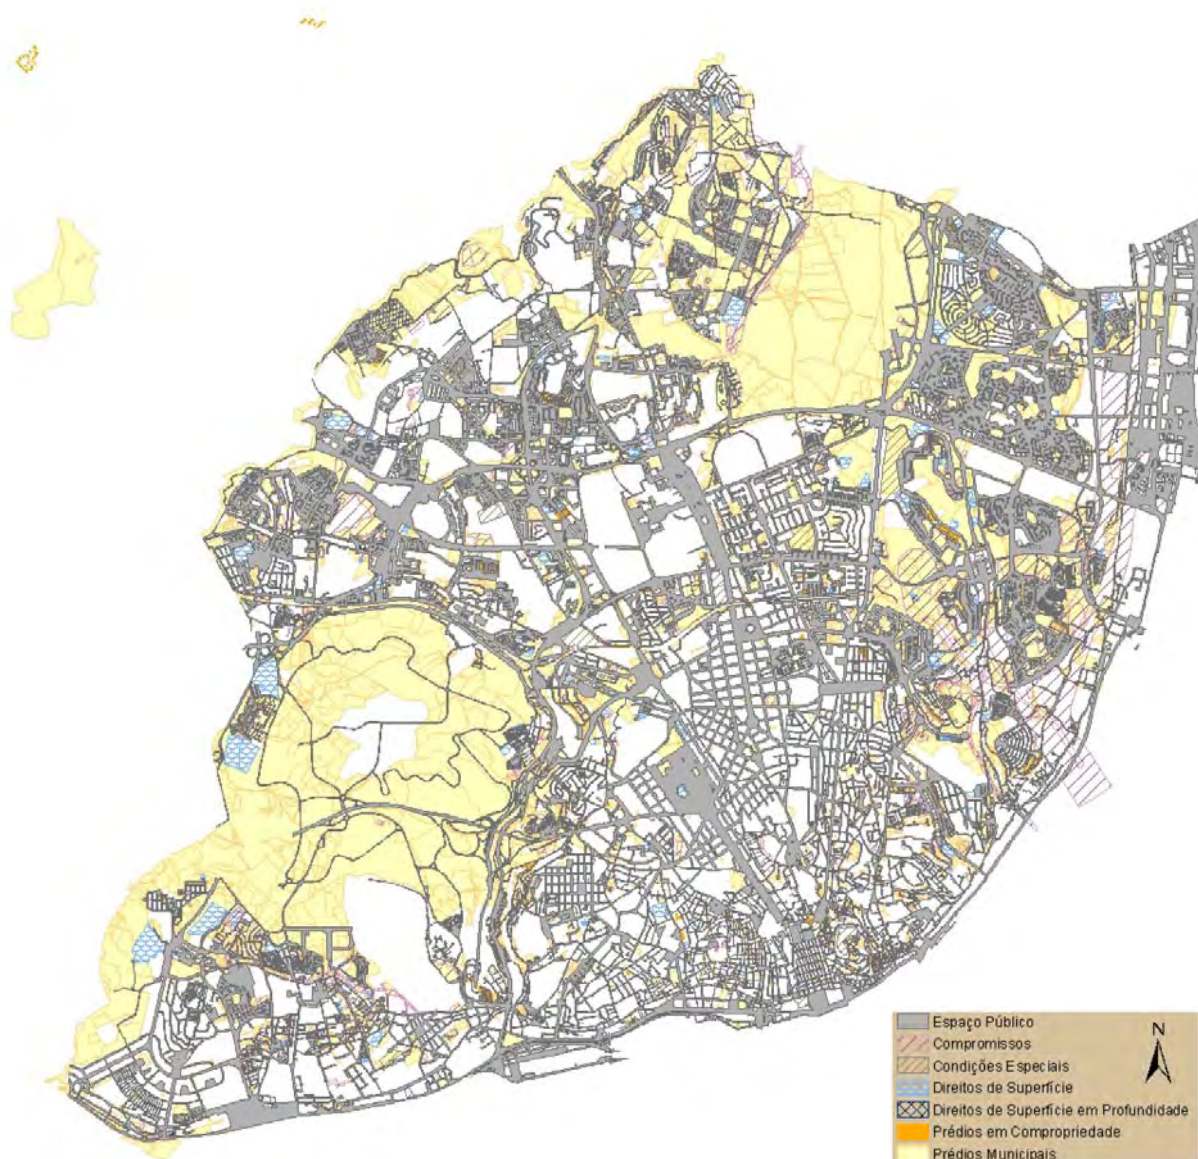 Espaço Público
N
Compromissos
Condições Especiais
Direitos de Superfície
Direitos de Superfície em Profundidade
Prédios em Compropriedade
Prédios Municipais